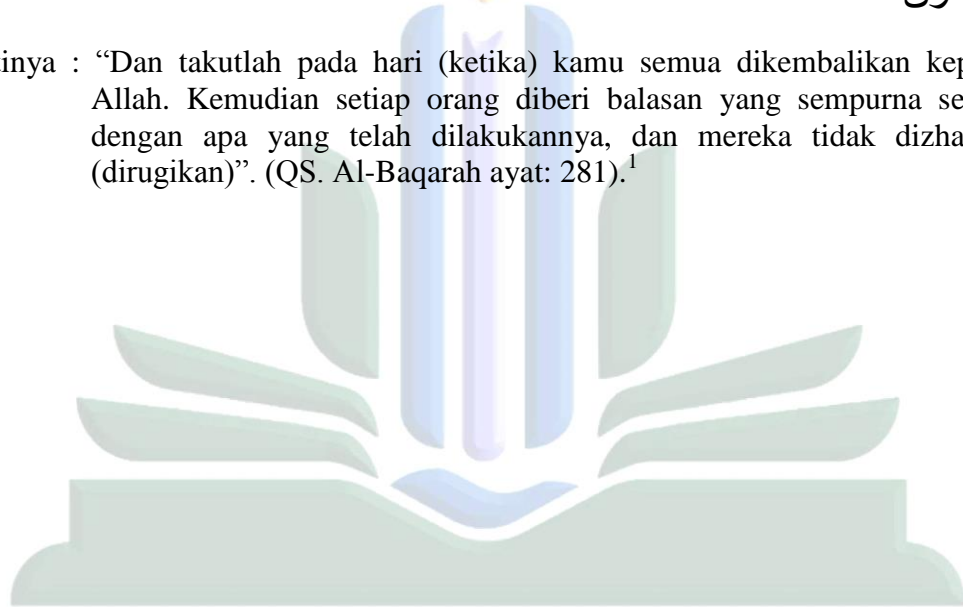 tinya : “Dan takutlah pada hari (ketika) kamu semua dikembalikan kep
Allah. Kemudian setiap orang diberi balasan yang sempurna se
dengan apa yang telah dilakukannya, dan mereka tidak dizha
(dirugikan)”. (QS. Al-Baqarah ayat: 281).1